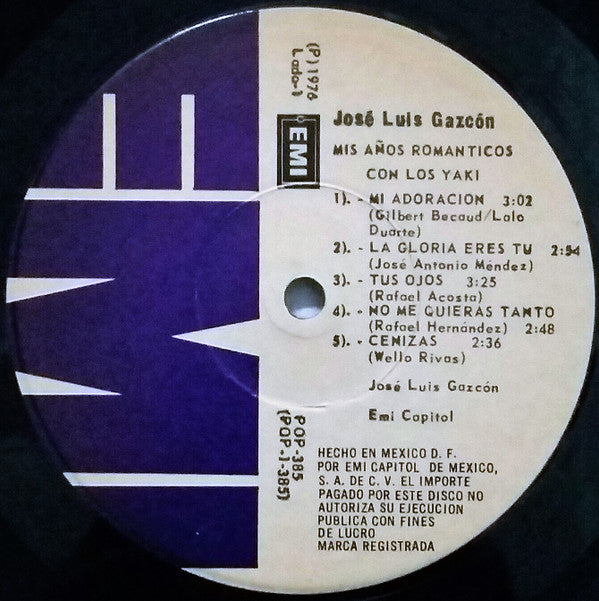 (P) 1976
Lado-1
EMI
José Luis Gazcón
MIS AÑOS ROMANTICOS
CON LOS YAKI
1). - MI ADORACION 3:02
(Gilbert Becaud/Lalo
Duarte)
2). - LA GLORIA ERES TU 2:54
(José Antonio Méndez)
3). - TUS OJOS 3:25
(Rafael Acosta)
4). - NO ME QUIERAS TANTO
(Rafael Hernández) 2:48
5). - CENIZAS 2:36
(Wello Rivas)
José Luis Gazcón
Emi Capitol
POP-385
(POP-1-385)
HECHO EN MEXICO D. F.
POR EMI CAPITOL DE MEXICO,
S. A. DE C. V. EL IMPORTE
PAGADO POR ESTE DISCO NO
AUTORIZA SU EJECUCION
PUBLICA CON FINES
DE LUCRO
MARCA REGISTRADA